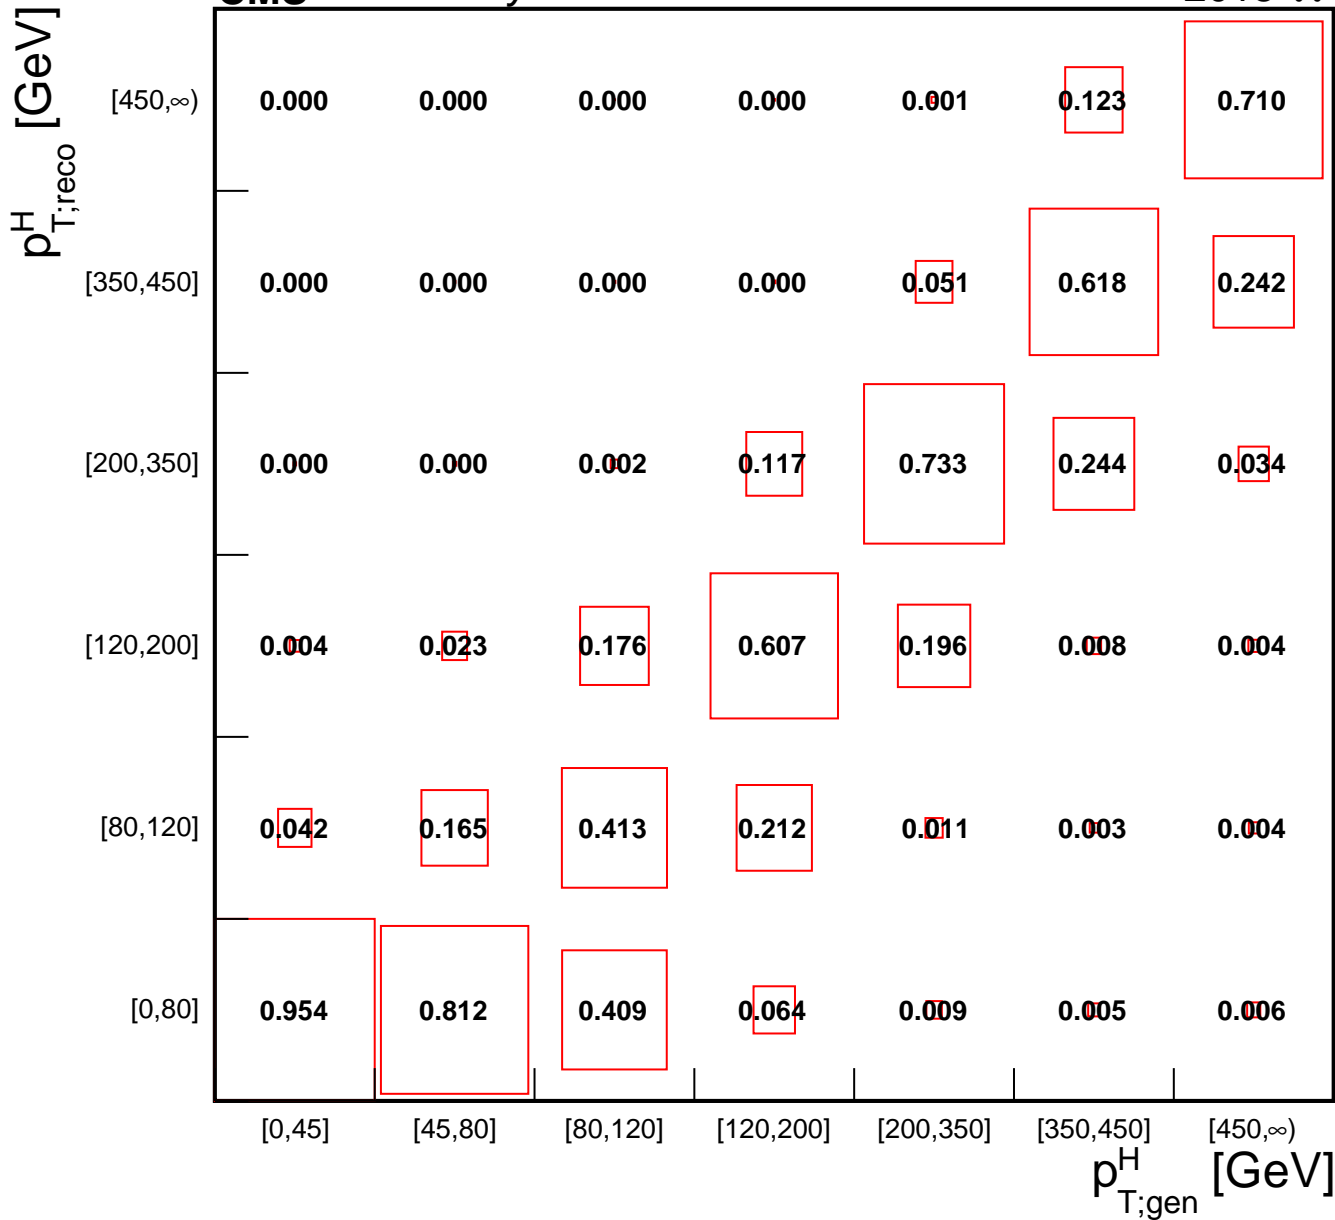 p^H_T;reco [GeV]
[450,∞) 0.000 0.000 0.000 0.000 0.001 0.123 0.710
[350,450] 0.000 0.000 0.000 0.000 0.051 0.618 0.242
[200,350] 0.000 0.000 0.002 0.117 0.733 0.244 0.034
[120,200] 0.004 0.023 0.176 0.607 0.196 0.008 0.004
[80,120] 0.042 0.165 0.413 0.212 0.011 0.003 0.004
[0,80] 0.954 0.812 0.409 0.064 0.009 0.005 0.006
[0,45] [45,80] [80,120] [120,200] [200,350] [350,450] [450,∞)
p^H_T;gen [GeV]